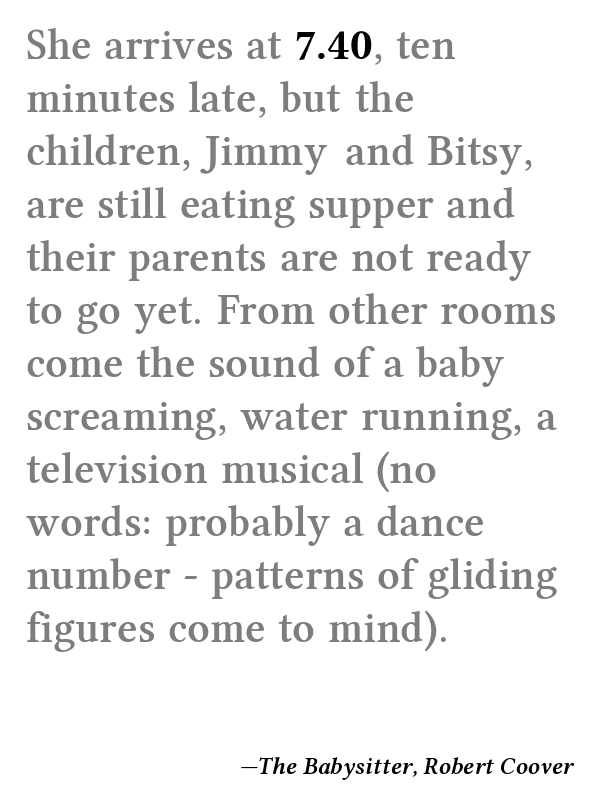 She arrives at 7.40, ten
minutes late, but the
children, Jimmy and Bitsy,
are still eating supper and
their parents are not ready
to go yet. From other rooms
come the sound of a baby
screaming, water running, a
television musical (no
words: probably a dance
number - patterns of gliding
figures come to mind).
—The Babysitter, Robert Coover